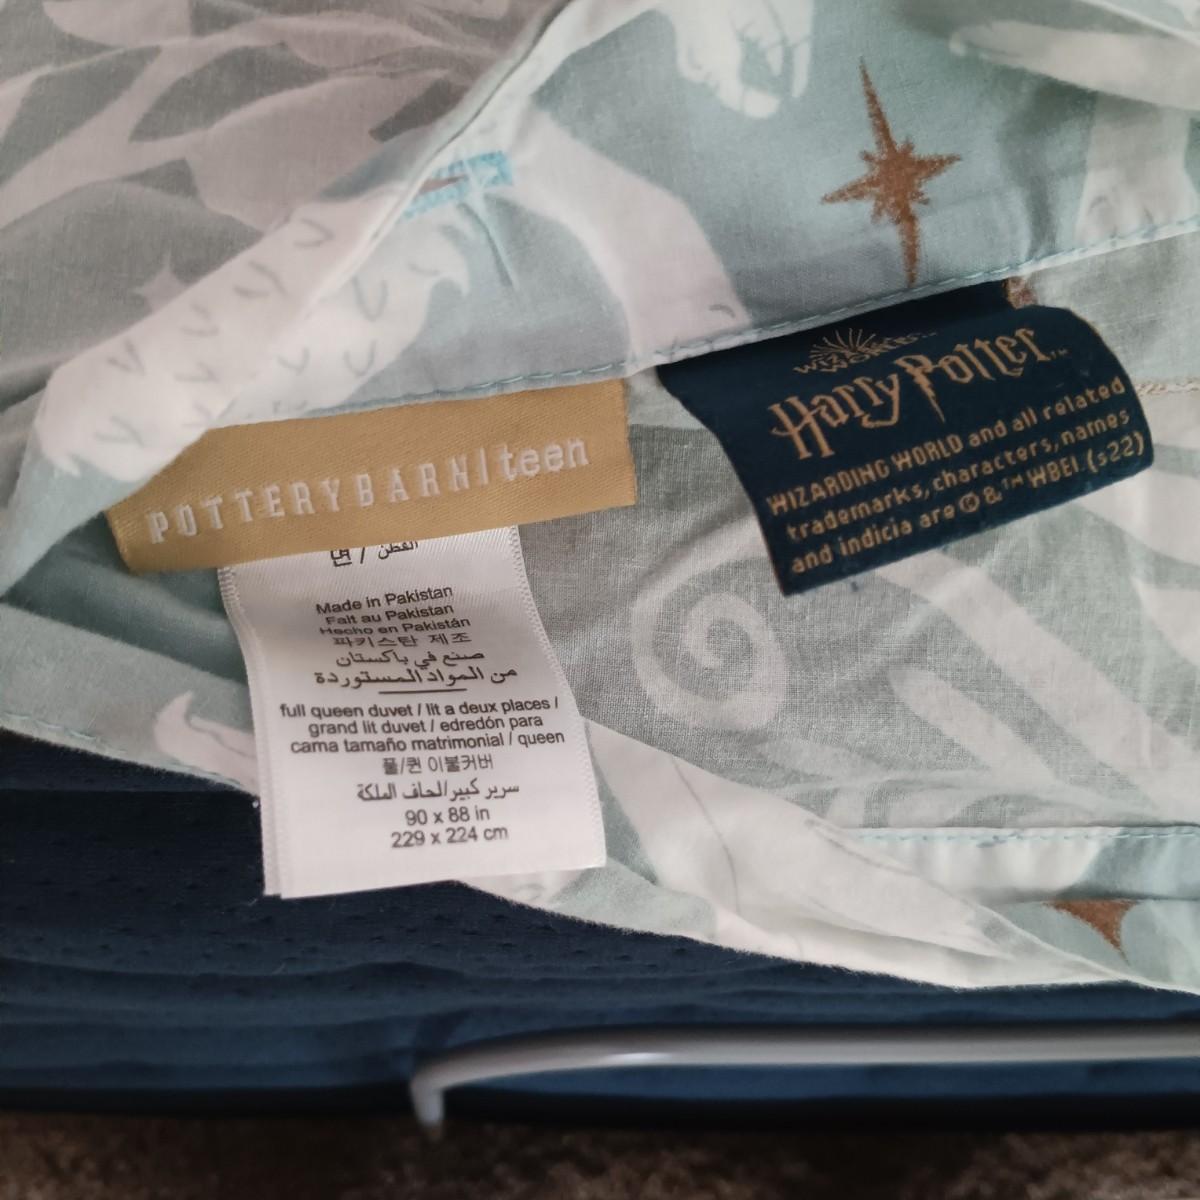 POTTERYBARN/teen
WIZARDING WORLD™
Harry Potter™
WIZARDING WORLD and all related
trademarks, characters, names
and indicia are © & ™ WBEI. (s22)
면 / القطن
Made in Pakistan
Fait au Pakistan
Hecho en Pakistán
파키스탄 제조
صنع في باكستان
من المواد المستوردة
full queen duvet / lit a deux places /
grand lit duvet / edredón para
cama tamaño matrimonial / queen
풀/퀸 이불커버
سرير كبير/لحاف الملكة
90 x 88 in
229 x 224 cm